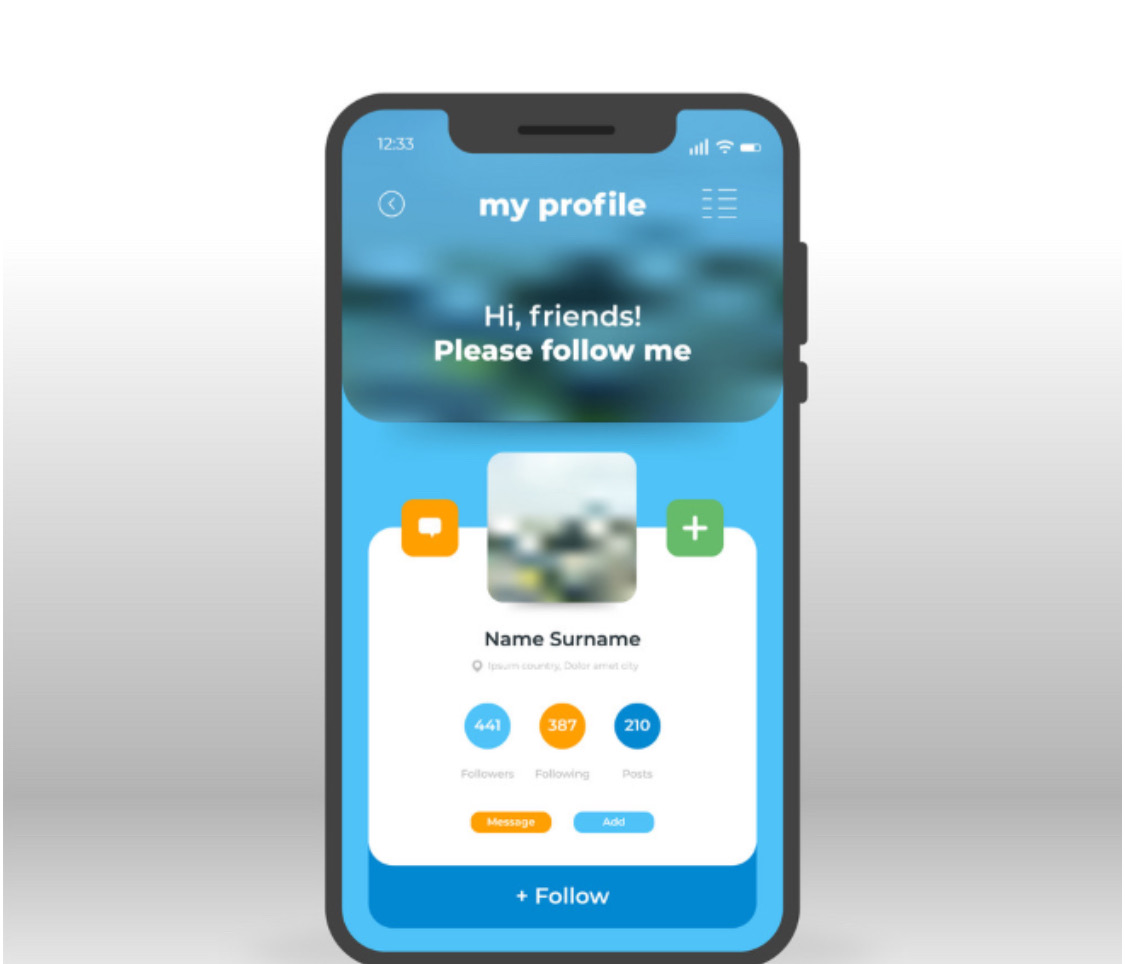 12:33
my profile
Hi, friends!
Please follow me
Name Surname
Ipsum country, Dolor amet city
441 387 210
Followers Following Posts
Message Add
+ Follow